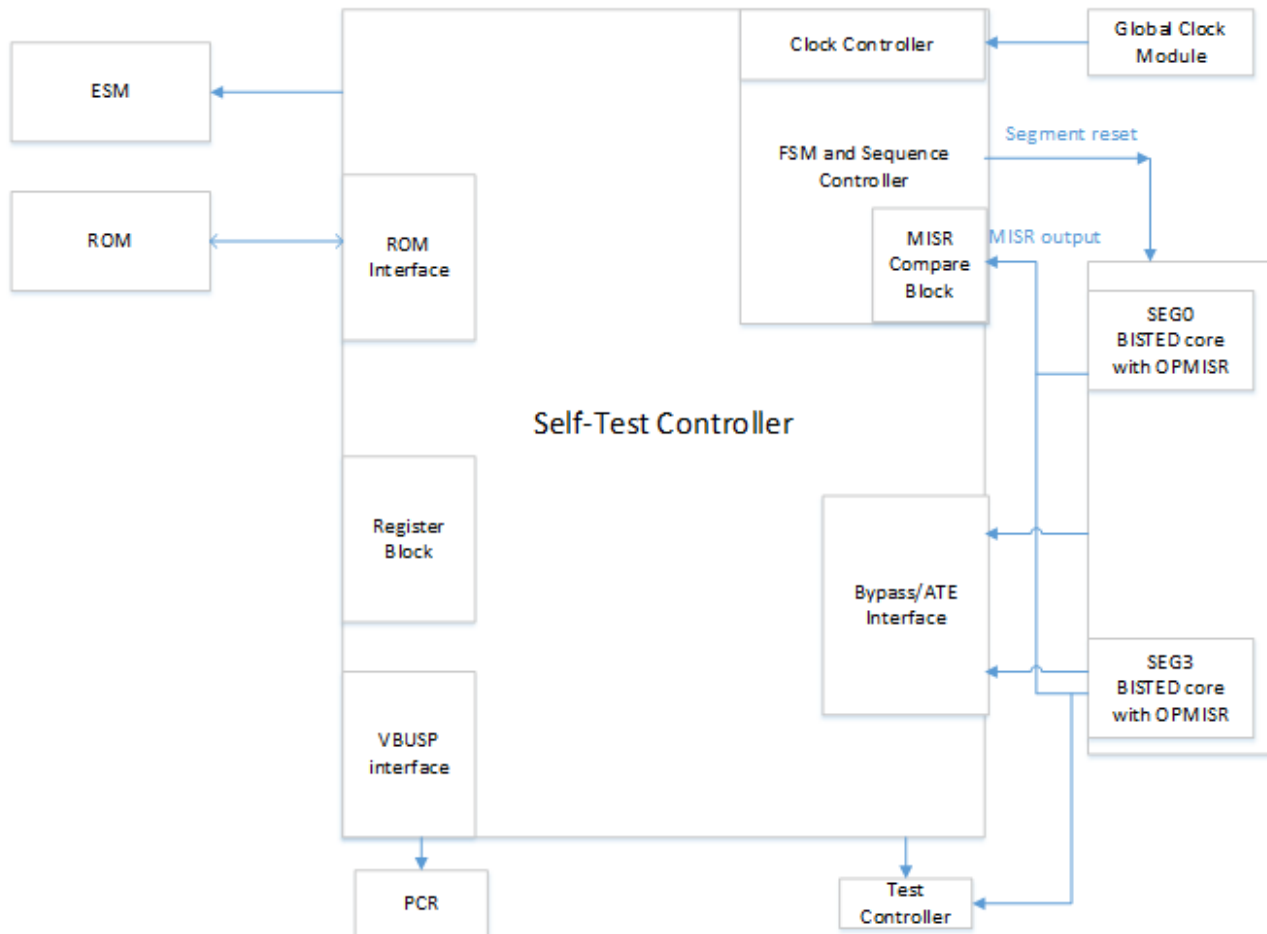 Clock Controller
Global Clock
Module
ESM
Segment reset
FSM and Sequence
Controller
ROM
ROM
Interface
MISR
Compare
Block
MISR output
SEG0
BISTED core
with OPMISR
Self-Test Controller
Register
Block
Bypass/ATE
Interface
SEG3
BISTED core
with OPMISR
VBUSP
interface
PCR
Test
Controller